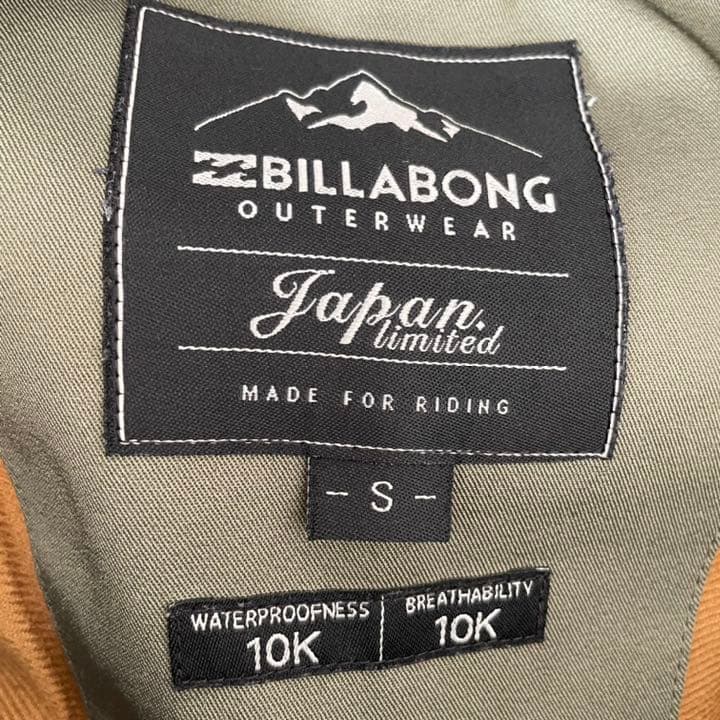 BILLABONG
OUTERWEAR
Japan.
limited
MADE FOR RIDING
- S -
WATERPROOFNESS
10K
BREATHABILITY
10K